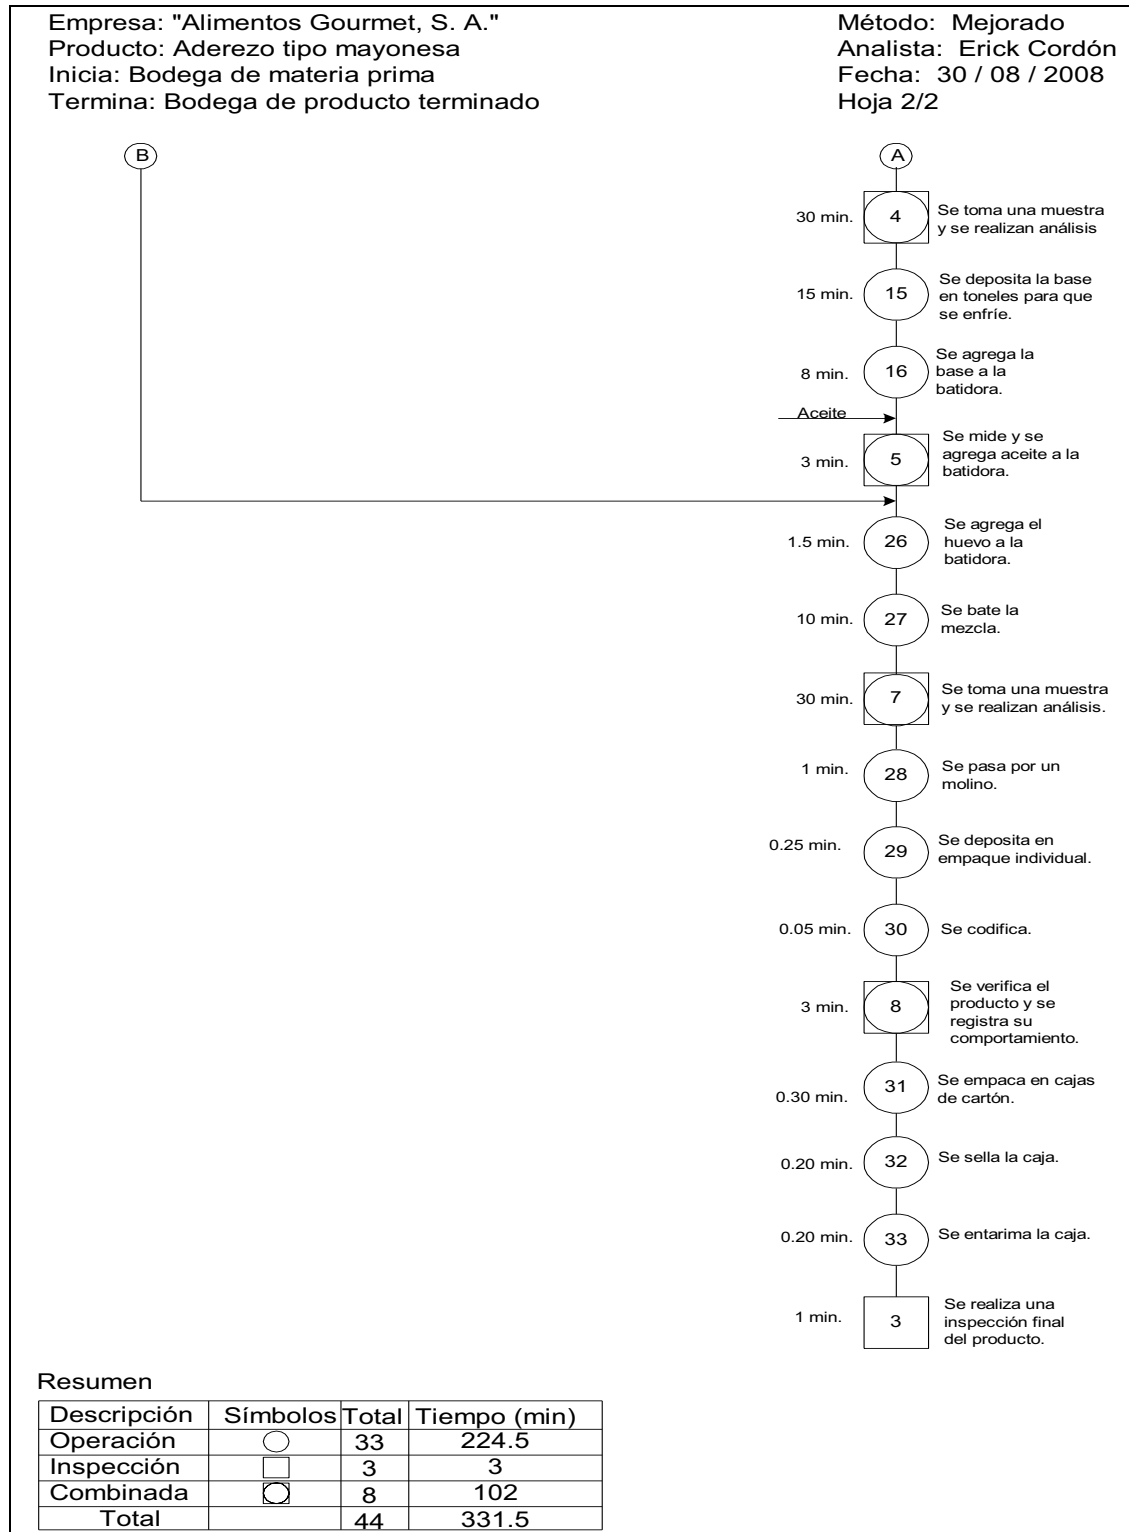 Empresa: "Alimentos Gourmet, S. A."
Producto: Aderezo tipo mayonesa
Inicia: Bodega de materia prima
Termina: Bodega de producto terminado
Método: Mejorado
Analista: Erick Cordón
Fecha: 30 / 08 / 2008
Hoja 2/2
B
A
30 min.
4
Se toma una muestra
y se realizan análisis
15 min.
15
Se deposita la base
en toneles para que
se enfríe.
8 min.
16
Se agrega la
base a la
batidora.
Aceite
3 min.
5
Se mide y se
agrega aceite a la
batidora.
1.5 min.
26
Se agrega el
huevo a la
batidora.
10 min.
27
Se bate la
mezcla.
30 min.
7
Se toma una muestra
y se realizan análisis.
1 min.
28
Se pasa por un
molino.
0.25 min.
29
Se deposita en
empaque individual.
0.05 min.
30
Se codifica.
3 min.
8
Se verifica el
producto y se
registra su
comportamiento.
0.30 min.
31
Se empaca en cajas
de cartón.
0.20 min.
32
Se sella la caja.
0.20 min.
33
Se entarima la caja.
1 min.
3
Se realiza una
inspección final
del producto.
Resumen
Descripción Símbolos Total Tiempo (min)
Operación 33 224.5
Inspección 3 3
Combinada 8 102
Total 44 331.5